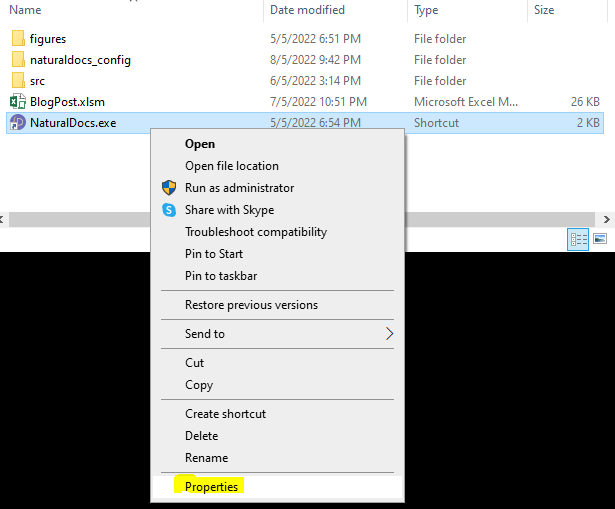 Name Date modified Type Size
figures 5/5/2022 6:51 PM File folder
naturaldocs_config 8/5/2022 9:42 PM File folder
src 6/5/2022 3:14 PM File folder
BlogPost.xlsm 7/5/2022 10:51 PM Microsoft Excel M... 26 KB
NaturalDocs.exe 5/5/2022 6:54 PM Shortcut 2 KB
Open
Open file location
Run as administrator
Share with Skype
Troubleshoot compatibility
Pin to Start
Pin to taskbar
Restore previous versions
Send to
Cut
Copy
Create shortcut
Delete
Rename
Properties